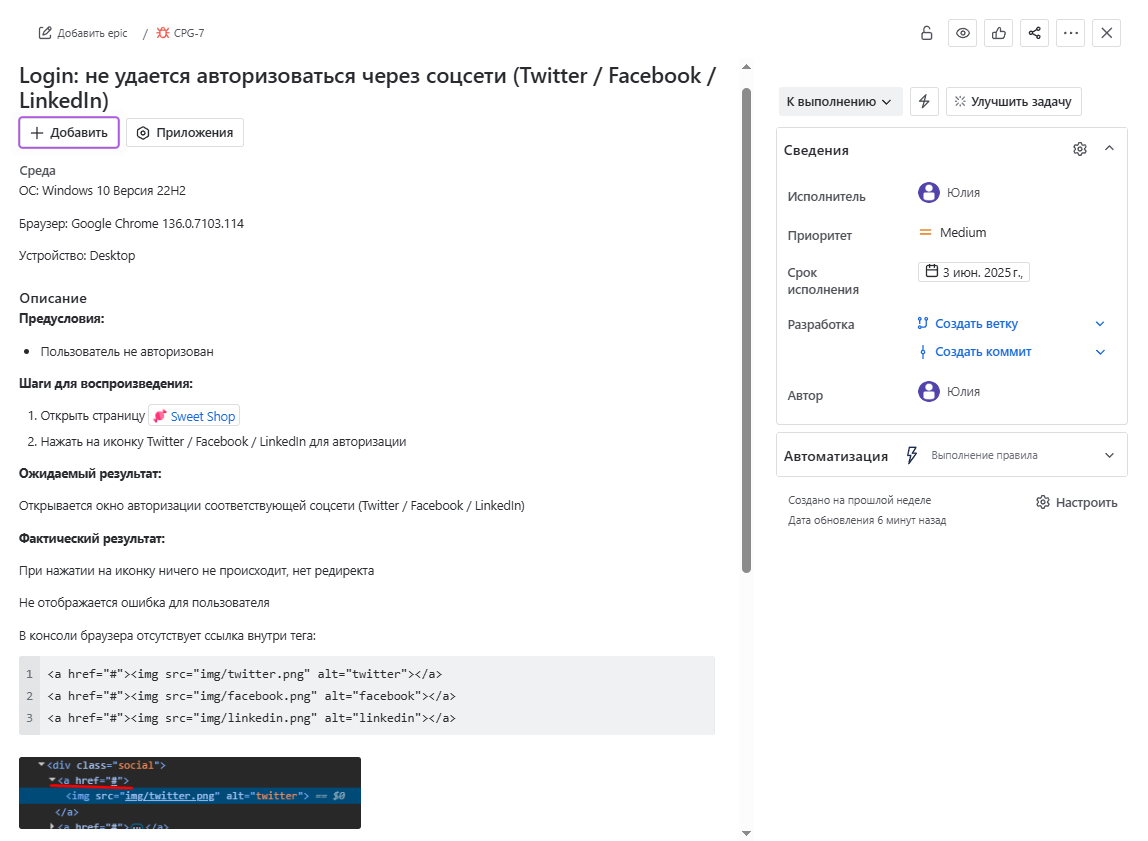 Добавить epic / CPG-7
Login: не удается авторизоваться через соцсети (Twitter / Facebook /
LinkedIn)
Добавить
Приложения
Среда
ОС: Windows 10 Версия 22H2
Браузер: Google Chrome 136.0.7103.114
Устройство: Desktop
Описание
Предусловия:
• Пользователь не авторизован
Шаги для воспроизведения:
1. Открыть страницу Sweet Shop
2. Нажать на иконку Twitter / Facebook / LinkedIn для авторизации
Ожидаемый результат:
Открывается окно авторизации соответствующей соцсети (Twitter / Facebook / LinkedIn)
Фактический результат:
При нажатии на иконку ничего не происходит, нет редиректа
Не отображается ошибка для пользователя
В консоли браузера отсутствует ссылка внутри тега:
1 <a href="#"><img src="img/twitter.png" alt="twitter"></a>
2 <a href="#"><img src="img/facebook.png" alt="facebook"></a>
3 <a href="#"><img src="img/linkedin.png" alt="linkedin"></a>
<div class="social">
<a href="#">
<img src="img/twitter.png" alt="twitter"> == $0
</a>
<a href="#">…</a>
К выполнению
Улучшить задачу
Сведения
Исполнитель
Юлия
Приоритет
Medium
Срок
исполнения
3 июн. 2025 г.,
Разработка
Создать ветку
Создать коммит
Автор
Юлия
Автоматизация
Выполнение правила
Создано на прошлой неделе
Дата обновления 6 минут назад
Настроить